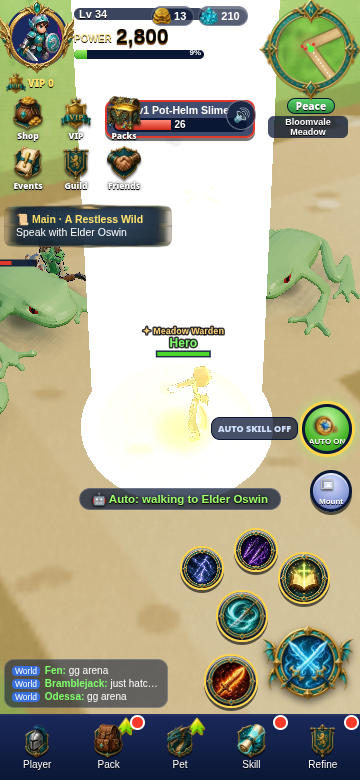 Lv 34
13
210
POWER 2,800
9%
VIP 0
Shop
VIP
VIP
Packs
v1 Pot-Helm Slime
26
Peace
Bloomvale
Meadow
Events
Guild
Friends
Main · A Restless Wild
Speak with Elder Oswin
Meadow Warden
Hero
AUTO SKILL OFF
AUTO ON
Mount
Auto: walking to Elder Oswin
World Fen: gg arena
World Bramblejack: just hatc…
World Odessa: gg arena
Player
Pack
Pet
Skill
Refine